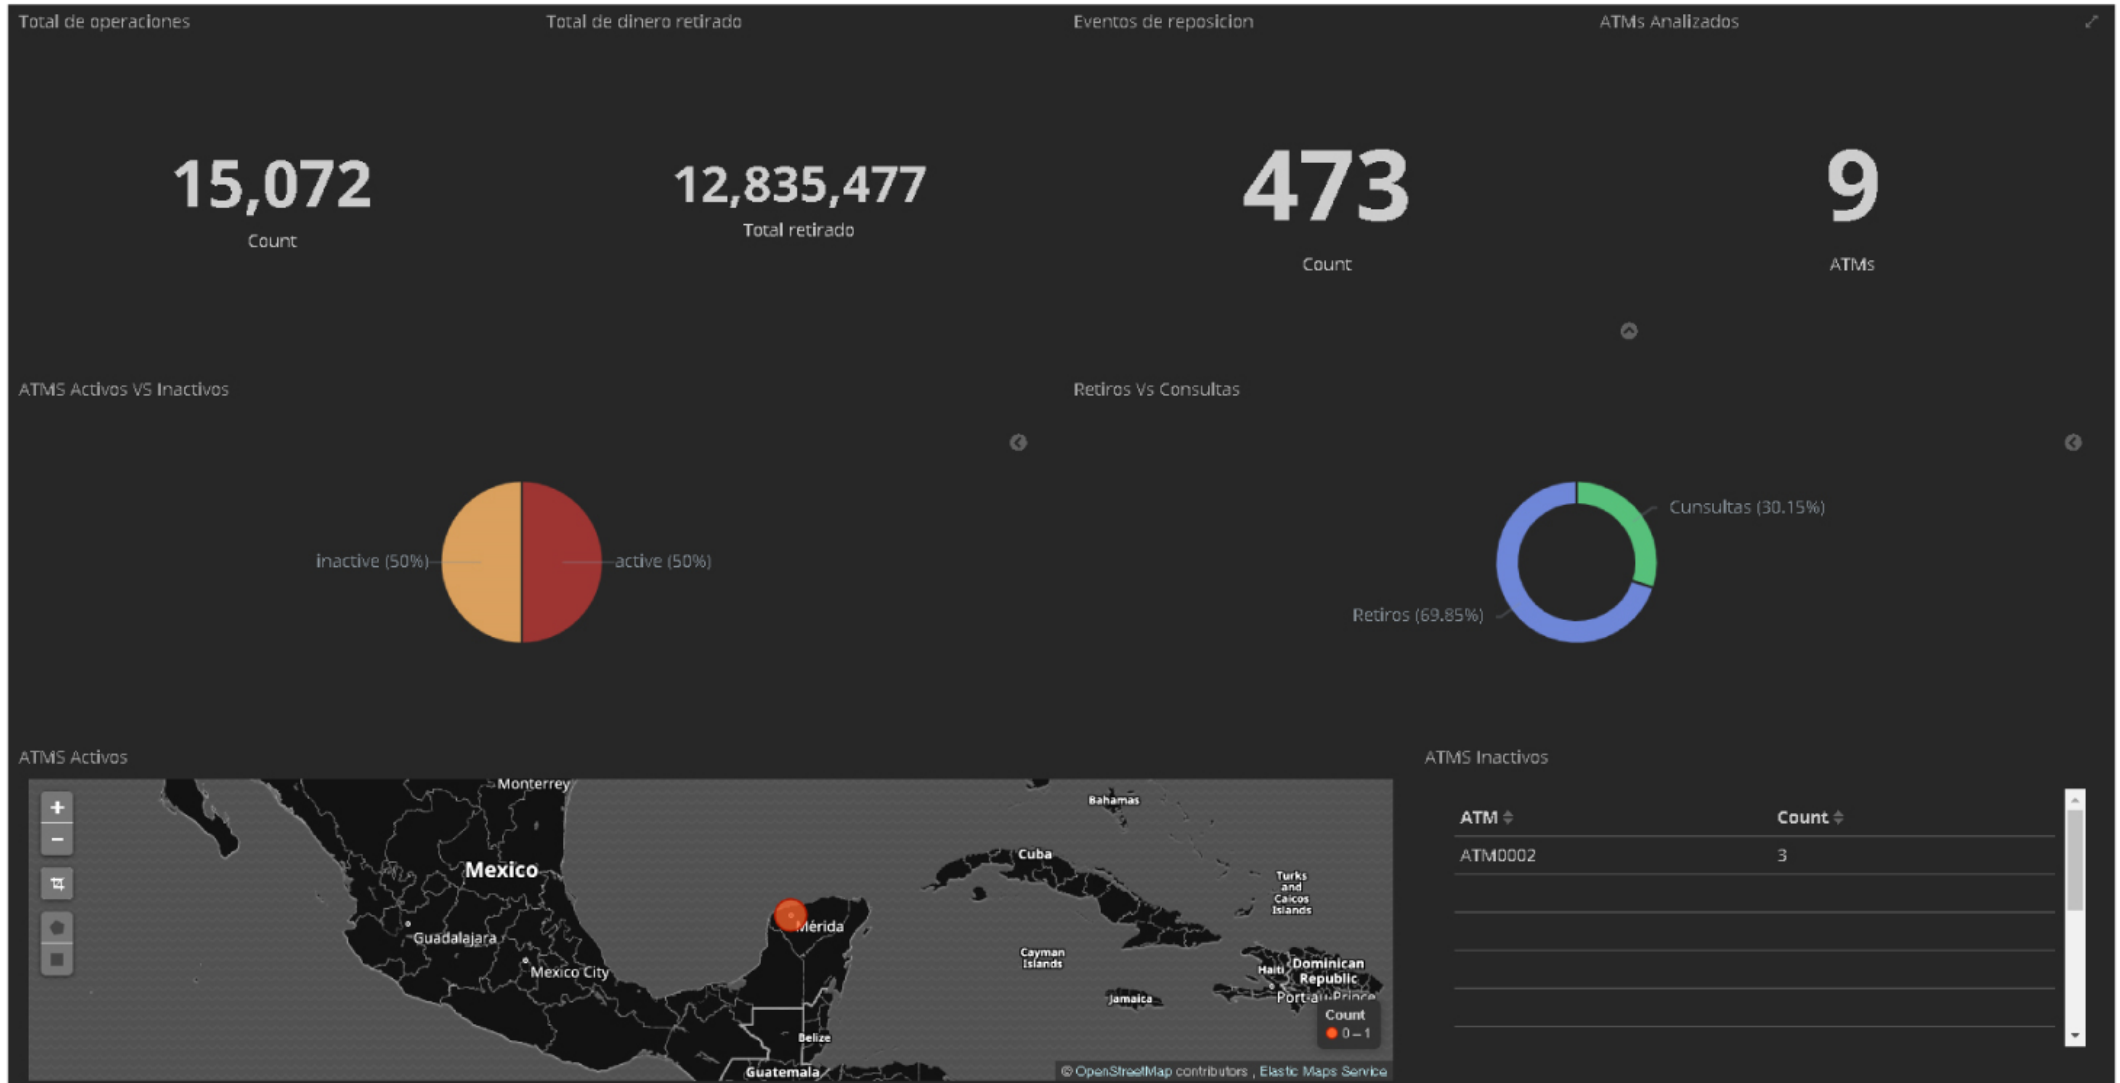 Total de operaciones
Total de dinero retirado
Eventos de reposicion
ATMs Analizados
15,072
Count
12,835,477
Total retirado
473
Count
9
ATMs
ATMS Activos VS Inactivos
Retiros Vs Consultas
inactive (50%)
active (50%)
Cunsultas (30.15%)
Retiros (69.85%)
ATMS Activos
ATMS Inactivos
+
−
Monterrey
Mexico
Guadalajara
Mexico City
Mérida
Belize
Guatemala
Bahamas
Cuba
Turks
and
Caicos
Islands
Cayman
Islands
Jamaica
Haiti
Dominican
Republic
Port-au-Prince
Count
0 – 1
© OpenStreetMap contributors , Elastic Maps Service
ATM Count
ATM0002 3